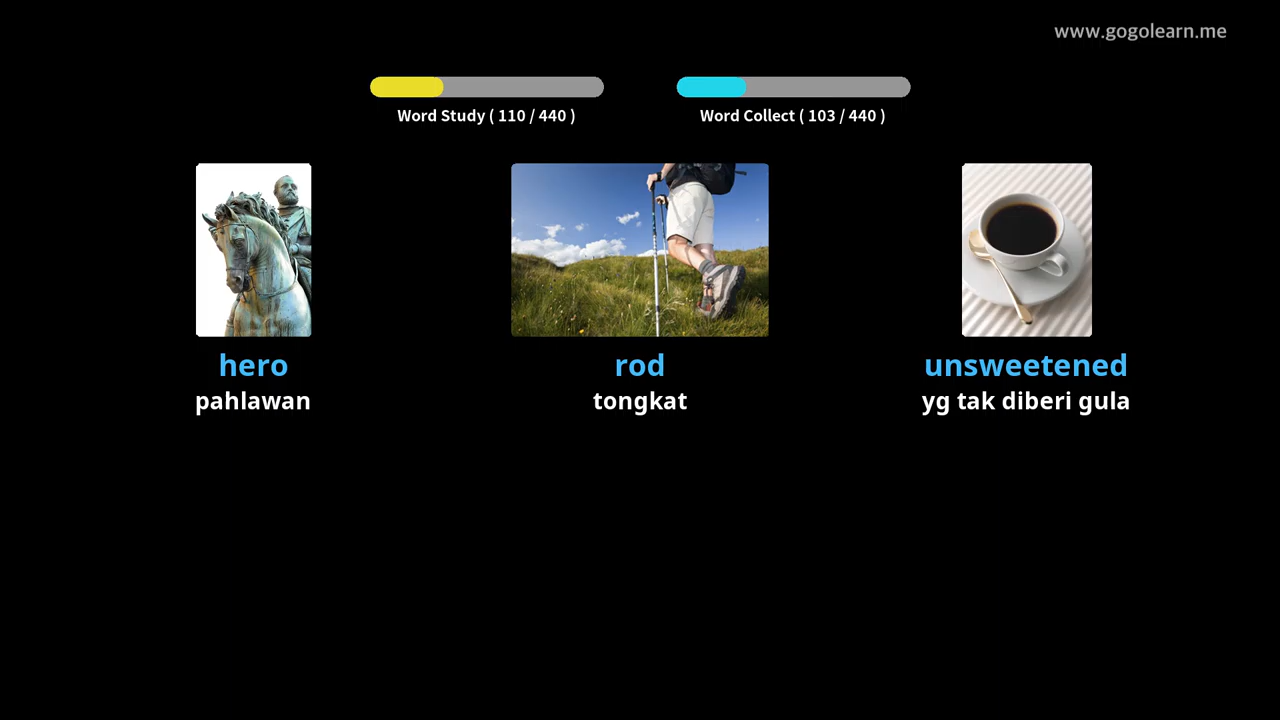 www.gogolearn.me
Word Study ( 110 / 440 )
Word Collect ( 103 / 440 )
hero
pahlawan
rod
tongkat
unsweetened
yg tak diberi gula